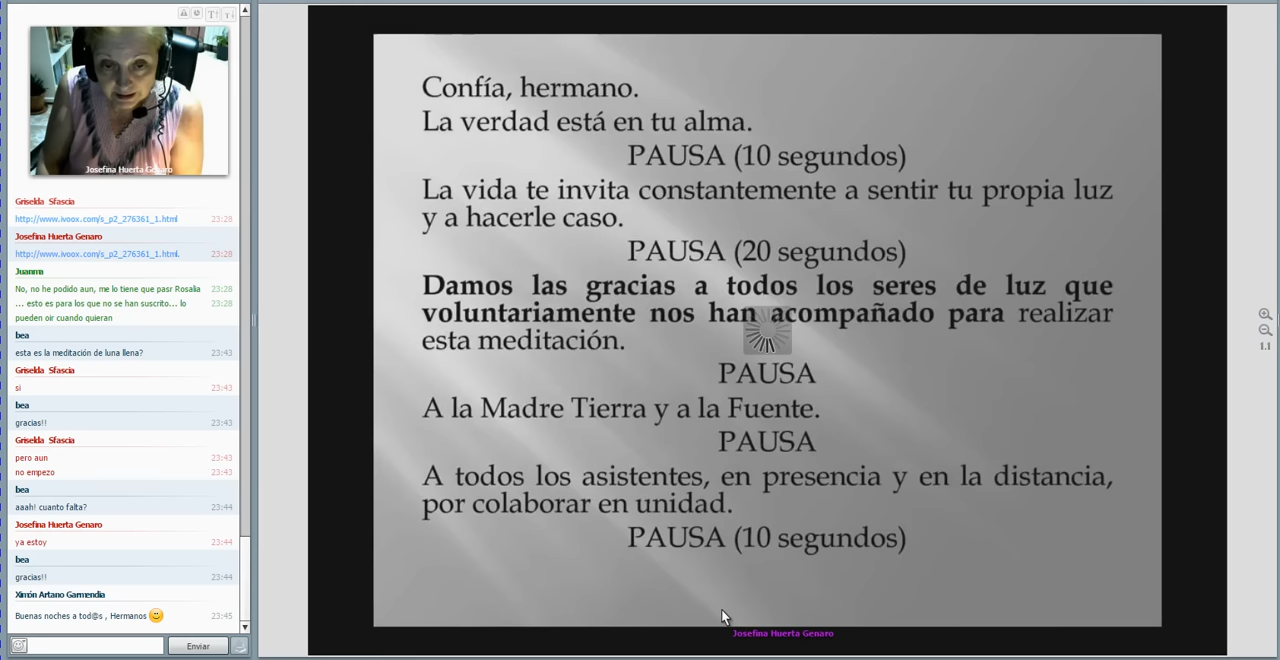 Josefina Huerta Genaro
Griselda Sfascia
http://www.ivoox.com/s_p2_276361_1.html 23:28
Josefina Huerta Genaro
http://www.ivoox.com/s_p2_276361_1.html. 23:28
Juanma
No, no he podido aun, me lo tiene que pasr Rosalia 23:28
... esto es para los que no se han suscrito... lo 23:28
pueden oir cuando quieran
bea
esta es la meditación de luna llena? 23:43
Griselda Sfascia
si 23:43
bea
gracias!! 23:43
Griselda Sfascia
pero aun 23:43
no empezo 23:43
bea
aaah! cuanto falta? 23:44
Josefina Huerta Genaro
ya estoy 23:44
bea
gracias!! 23:44
Ximón Artano Garmendia
Buenas noches a tod@s , Hermanos 23:45
Enviar
Confía, hermano.
La verdad está en tu alma.
PAUSA (10 segundos)
La vida te invita constantemente a sentir tu propia luz
y a hacerle caso.
PAUSA (20 segundos)
Damos las gracias a todos los seres de luz que
voluntariamente nos han acompañado para realizar
esta meditación.
PAUSA
A la Madre Tierra y a la Fuente.
PAUSA
A todos los asistentes, en presencia y en la distancia,
por colaborar en unidad.
PAUSA (10 segundos)
Josefina Huerta Genaro
1.1